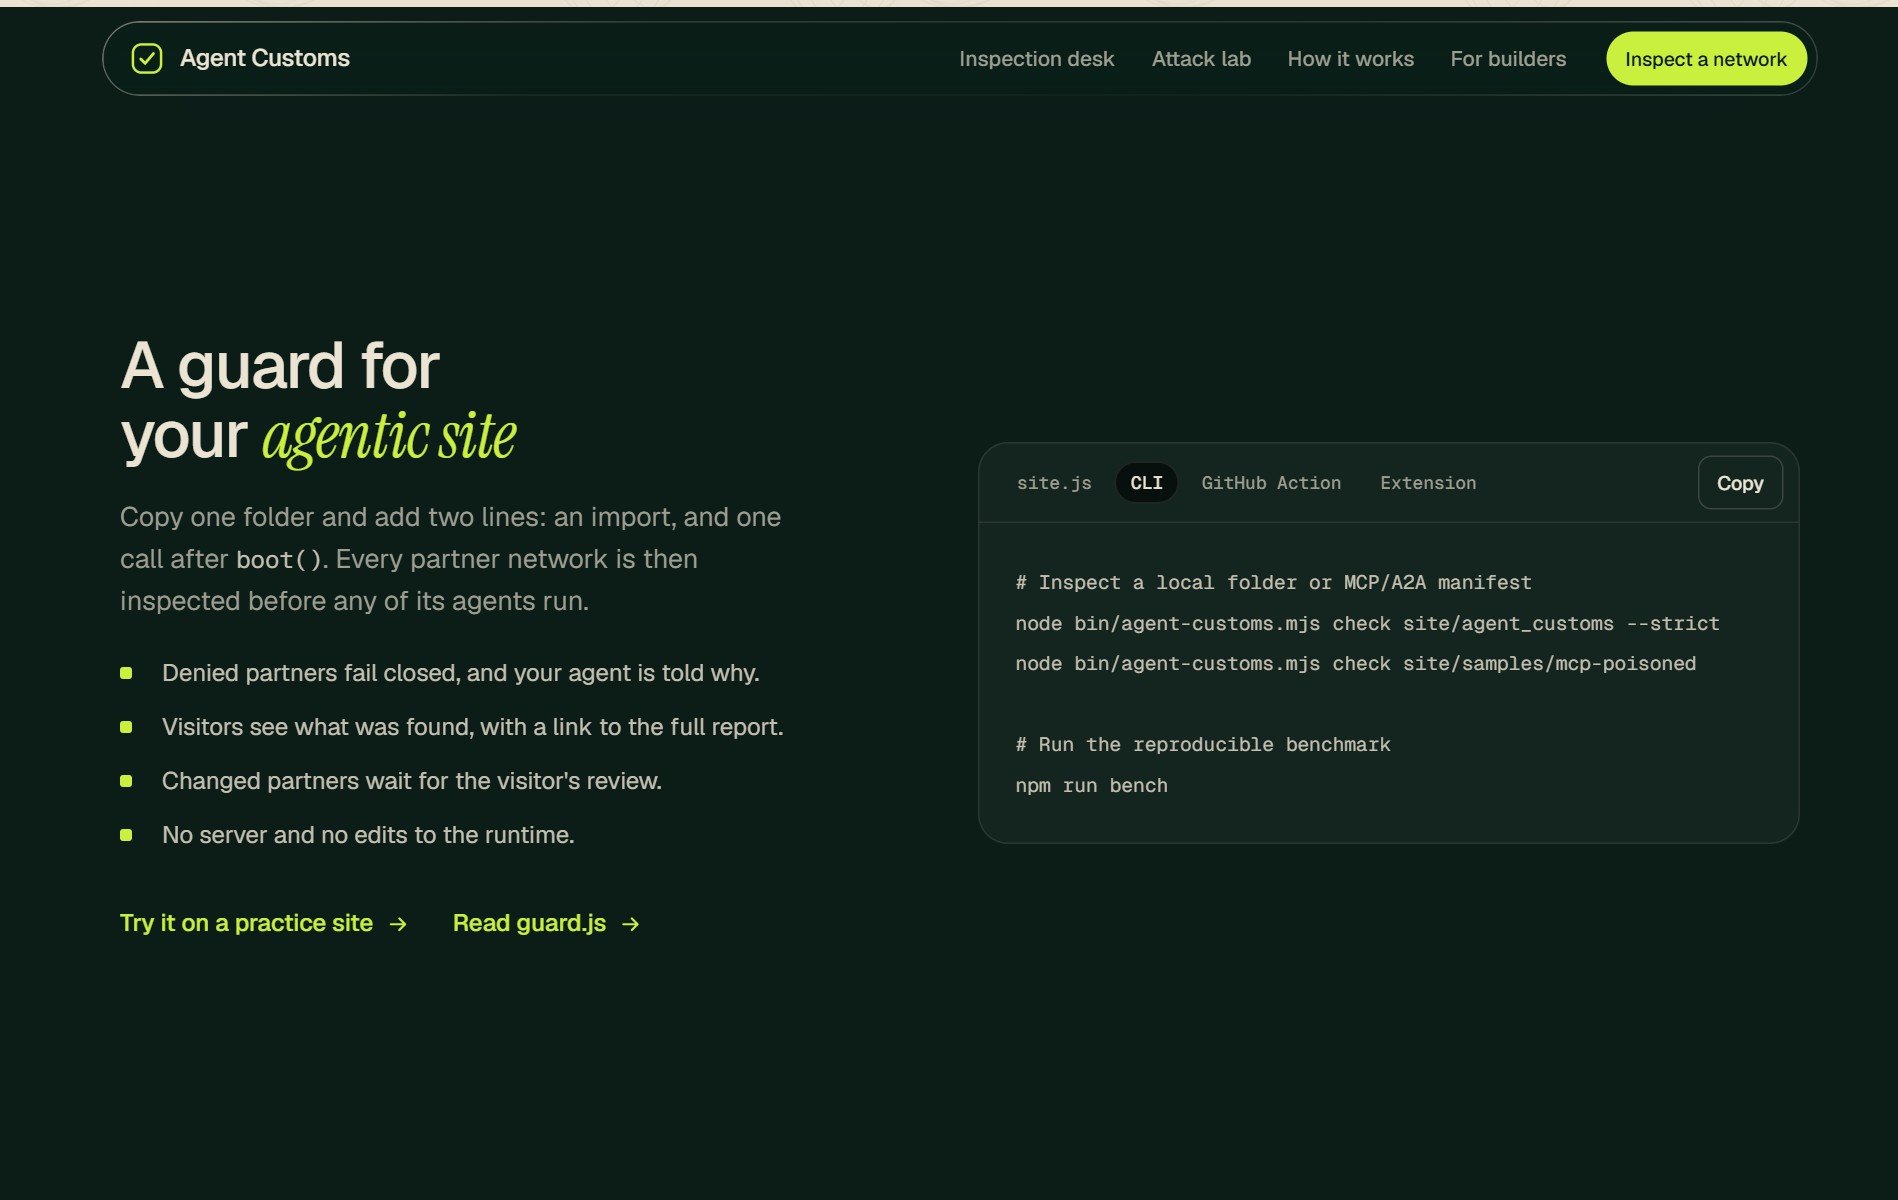 Agent Customs
Inspection desk
Attack lab
How it works
For builders
Inspect a network
A guard for
your agentic site
Copy one folder and add two lines: an import, and one
call after boot(). Every partner network is then
inspected before any of its agents run.
Denied partners fail closed, and your agent is told why.
Visitors see what was found, with a link to the full report.
Changed partners wait for the visitor's review.
No server and no edits to the runtime.
Try it on a practice site →
Read guard.js →
site.js
CLI
GitHub Action
Extension
Copy
# Inspect a local folder or MCP/A2A manifest
node bin/agent-customs.mjs check site/agent_customs --strict
node bin/agent-customs.mjs check site/samples/mcp-poisoned
# Run the reproducible benchmark
npm run bench